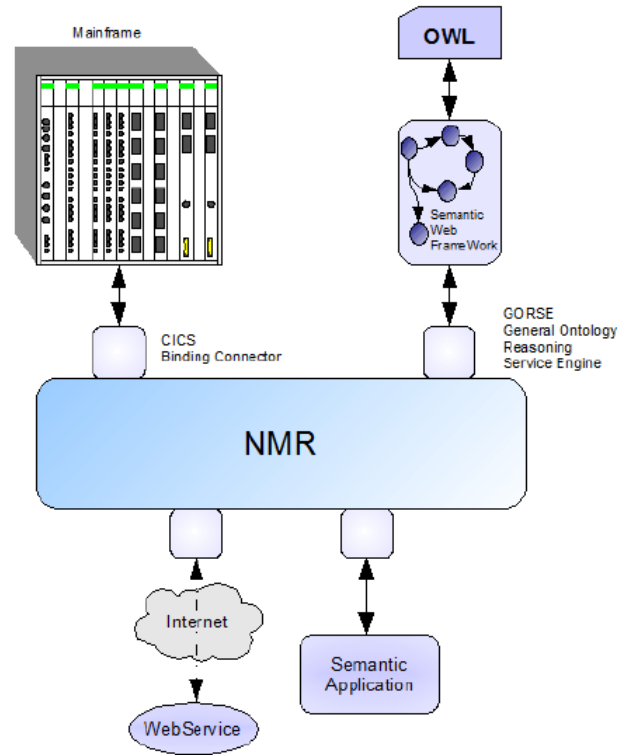 Mainframe
OWL
Semantic
Web
FrameWork
CICS
Binding Connector
GORSE
General Ontology
Reasoning
Service Engine
NMR
Internet
Semantic
Application
WebService